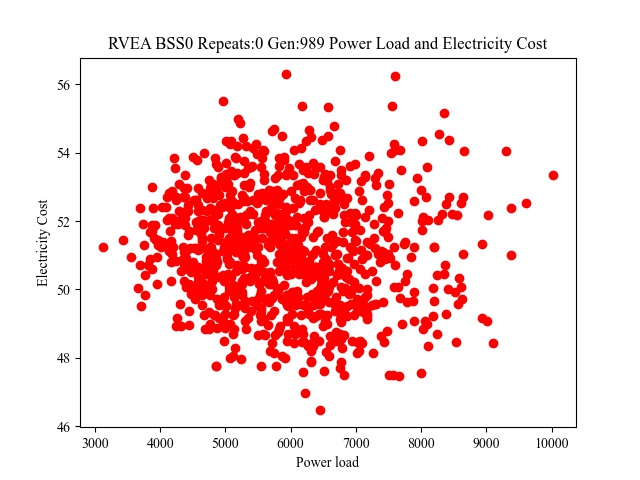 RVEA BSS0 Repeats:0 Gen:989 Power Load and Electricity Cost
56
54
52
50
48
46
Electricity Cost
3000 4000 5000 6000 7000 8000 9000 10000
Power load